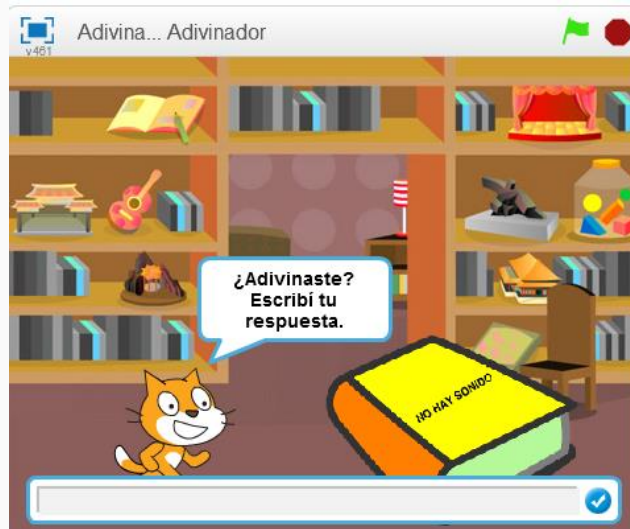 Adivina... Adivinador
v461
¿Adivinaste?
Escribí tu
respuesta.
NO HAY SONIDO